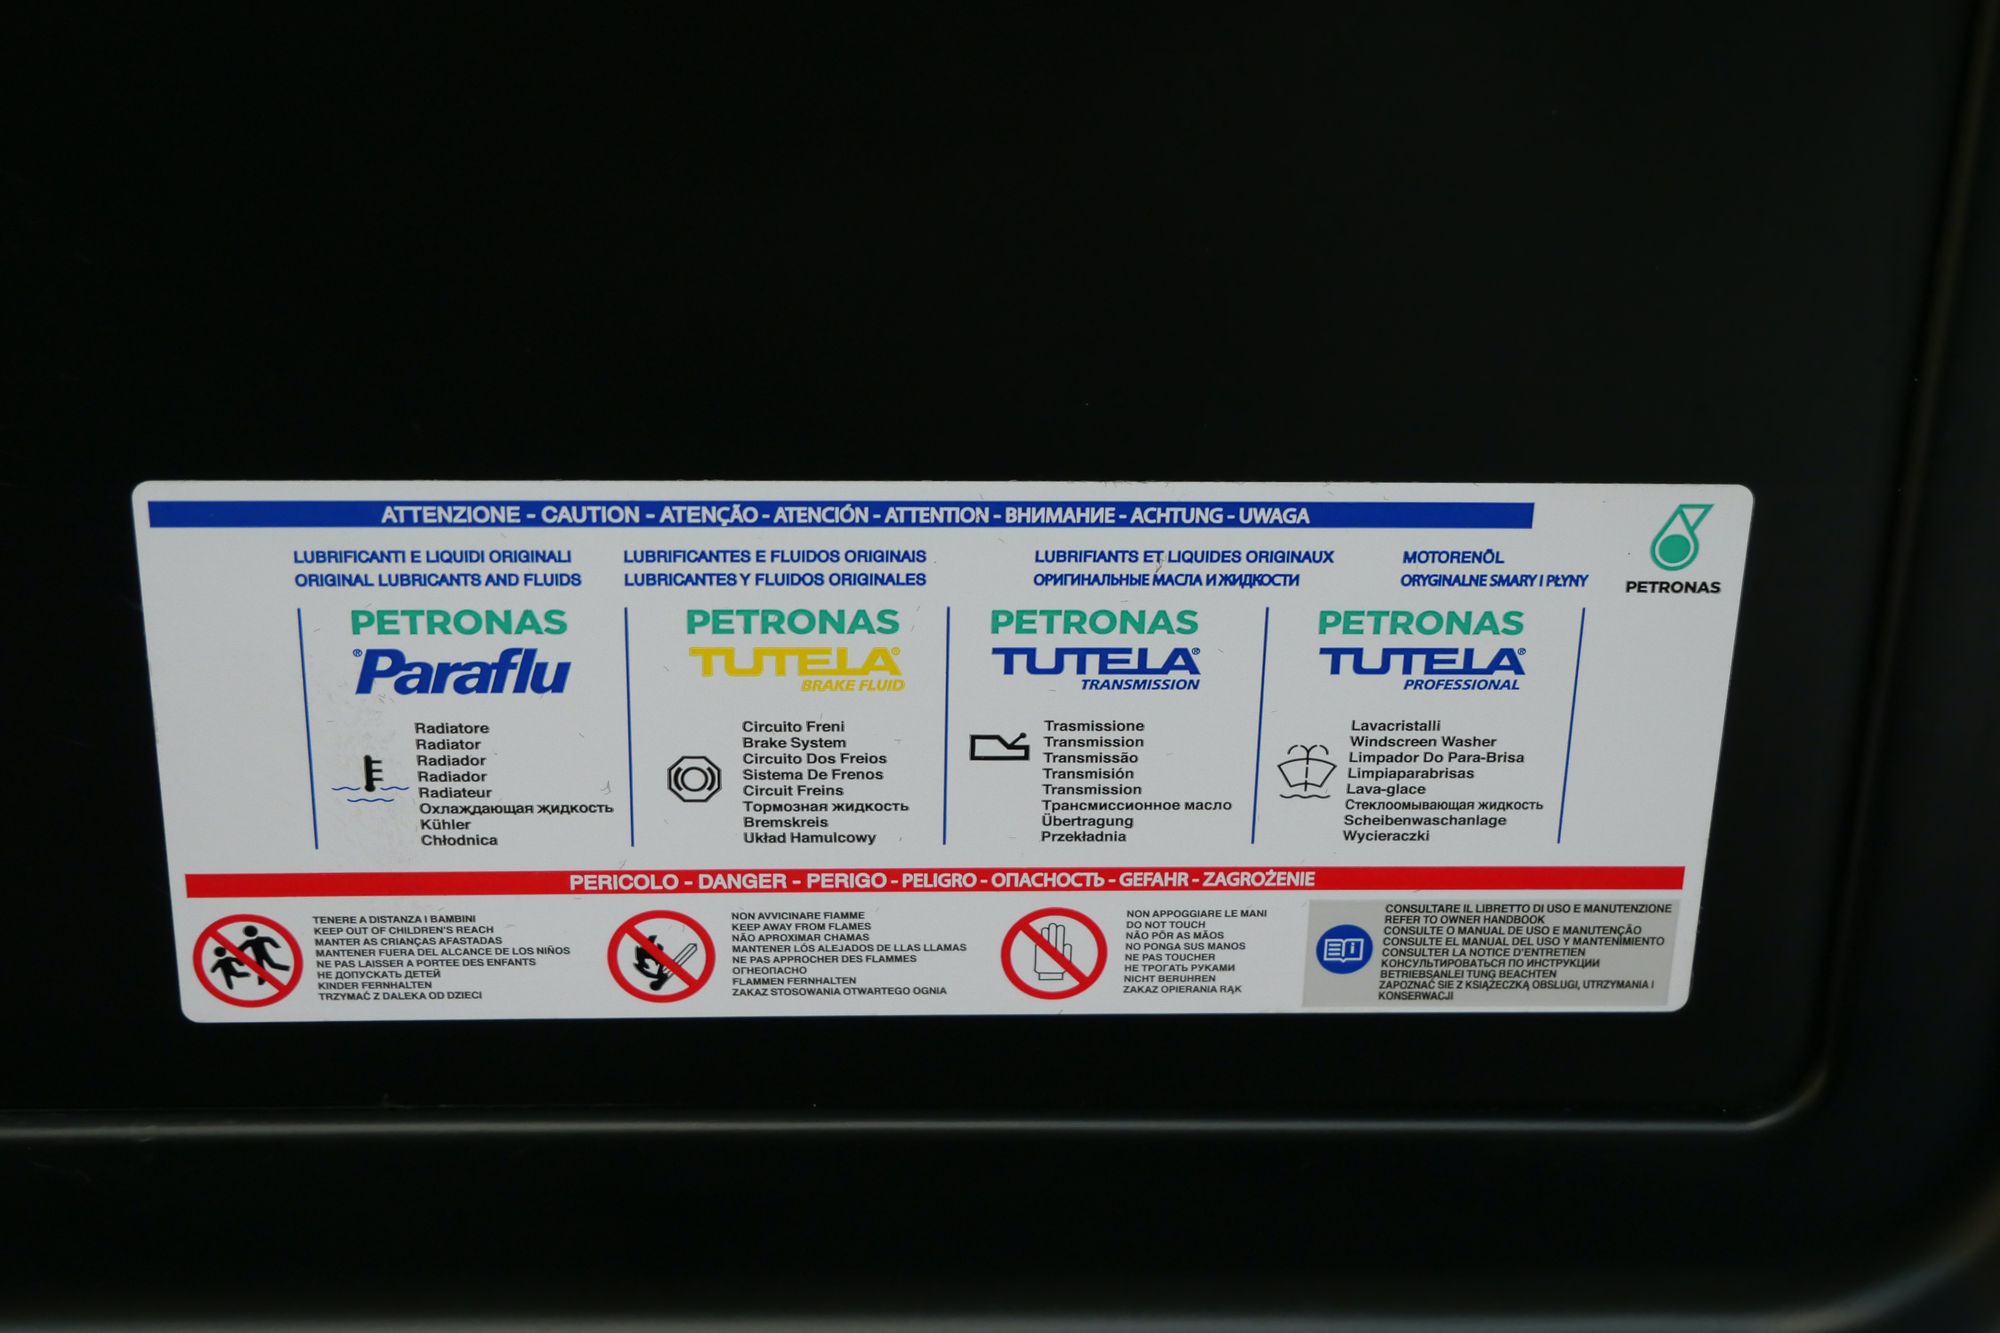 ATTENZIONE - CAUTION - ATENÇÃO - ATENCIÓN - ATTENTION - ВНИМАНИЕ - ACHTUNG - UWAGA
PETRONAS
LUBRIFICANTI E LIQUIDI ORIGINALI
ORIGINAL LUBRICANTS AND FLUIDS
LUBRIFICANTES E FLUIDOS ORIGINAIS
LUBRICANTES Y FLUIDOS ORIGINALES
LUBRIFIANTS ET LIQUIDES ORIGINAUX
ОРИГИНАЛЬНЫЕ МАСЛА И ЖИДКОСТИ
MOTORENÖL
ORYGINALNE SMARY I PŁYNY
PETRONAS
®Paraflu
Radiatore
Radiator
Radiador
Radiador
Radiateur
Охлаждающая жидкость
Kühler
Chłodnica
PETRONAS
TUTELA®
BRAKE FLUID
Circuito Freni
Brake System
Circuito Dos Freios
Sistema De Frenos
Circuit Freins
Тормозная жидкость
Bremskreis
Układ Hamulcowy
PETRONAS
TUTELA®
TRANSMISSION
Trasmissione
Transmission
Transmissão
Transmisión
Transmission
Трансмиссионное масло
Übertragung
Przekładnia
PETRONAS
TUTELA®
PROFESSIONAL
Lavacristalli
Windscreen Washer
Limpador Do Para-Brisa
Limpiaparabrisas
Lava-glace
Стеклоомывающая жидкость
Scheibenwaschanlage
Wycieraczki
PERICOLO - DANGER - PERIGO - PELIGRO - ОПАСНОСТЬ - GEFAHR - ZAGROŻENIE
TENERE A DISTANZA I BAMBINI
KEEP OUT OF CHILDREN'S REACH
MANTER AS CRIANÇAS AFASTADAS
MANTENER FUERA DEL ALCANCE DE LOS NIÑOS
NE PAS LAISSER A PORTEE DES ENFANTS
НЕ ДОПУСКАТЬ ДЕТЕЙ
KINDER FERNHALTEN
TRZYMAĆ Z DALEKA OD DZIECI
NON AVVICINARE FIAMME
KEEP AWAY FROM FLAMES
NÃO APROXIMAR CHAMAS
MANTENER LÓS ALEJADOS DE LLAS LLAMAS
NE PAS APPROCHER DES FLAMMES
ОГНЕОПАСНО
FLAMMEN FERNHALTEN
ZAKAZ STOSOWANIA OTWARTEGO OGNIA
NON APPOGGIARE LE MANI
DO NOT TOUCH
NÃO PÔR AS MÃOS
NO PONGA SUS MANOS
NE PAS TOUCHER
НЕ ТРОГАТЬ РУКАМИ
NICHT BERUHREN
ZAKAZ OPIERANIA RĄK
CONSULTARE IL LIBRETTO DI USO E MANUTENZIONE
REFER TO OWNER HANDBOOK
CONSULTE O MANUAL DE USO E MANUTENÇÃO
CONSULTE EL MANUAL DEL USO Y MANTENIMIENTO
CONSULTER LA NOTICE D'ENTRETIEN
КОНСУЛЬТИРОВАТЬСЯ ПО ИНСТРУКЦИИ
BETRIEBSANLEI TUNG BEACHTEN
ZAPOZNAĆ SIE Z KSIĄŻECZKĄ OBSLUGI, UTRZYMANIA I
KONSERWACJI